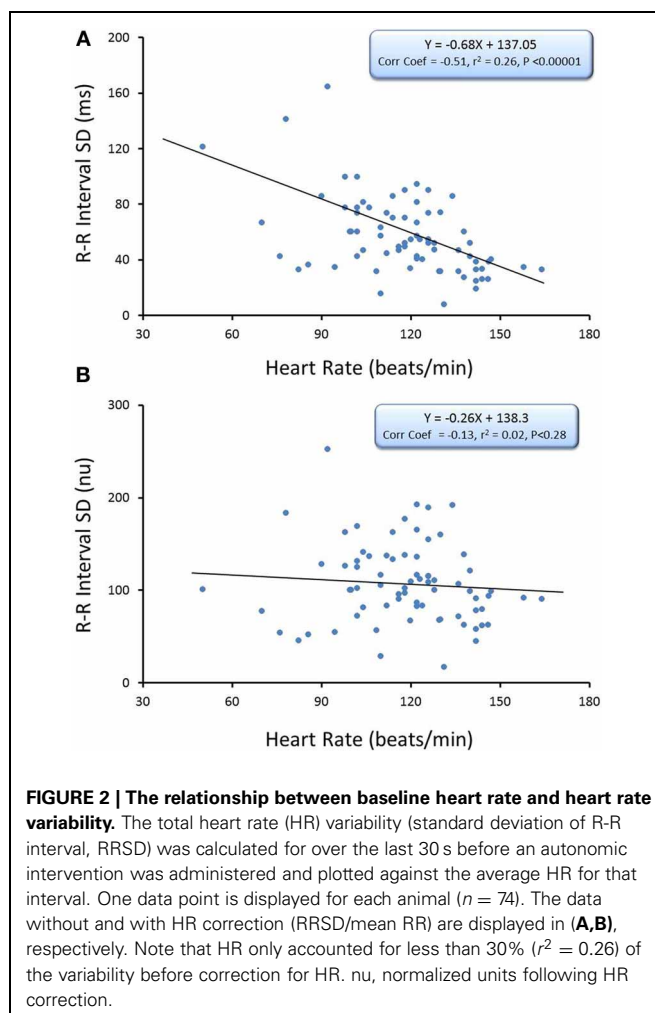 A
200
160
120
80
40
0
R-R Interval SD (ms)
Y = -0.68X + 137.05
Corr Coef = -0.51, r² = 0.26, P <0.00001
30 60 90 120 150 180
Heart Rate (beats/min)
B
300
200
100
0
R-R Interval SD (nu)
Y = -0.26X + 138.3
Corr Coef = -0.13, r² = 0.02, P<0.28
30 60 90 120 150 180
Heart Rate (beats/min)
FIGURE 2 | The relationship between baseline heart rate and heart rate
variability. The total heart rate (HR) variability (standard deviation of R-R
interval, RRSD) was calculated for over the last 30 s before an autonomic
intervention was administered and plotted against the average HR for that
interval. One data point is displayed for each animal (n = 74). The data
without and with HR correction (RRSD/mean RR) are displayed in (A,B),
respectively. Note that HR only accounted for less than 30% (r² = 0.26) of
the variability before correction for HR. nu, normalized units following HR
correction.